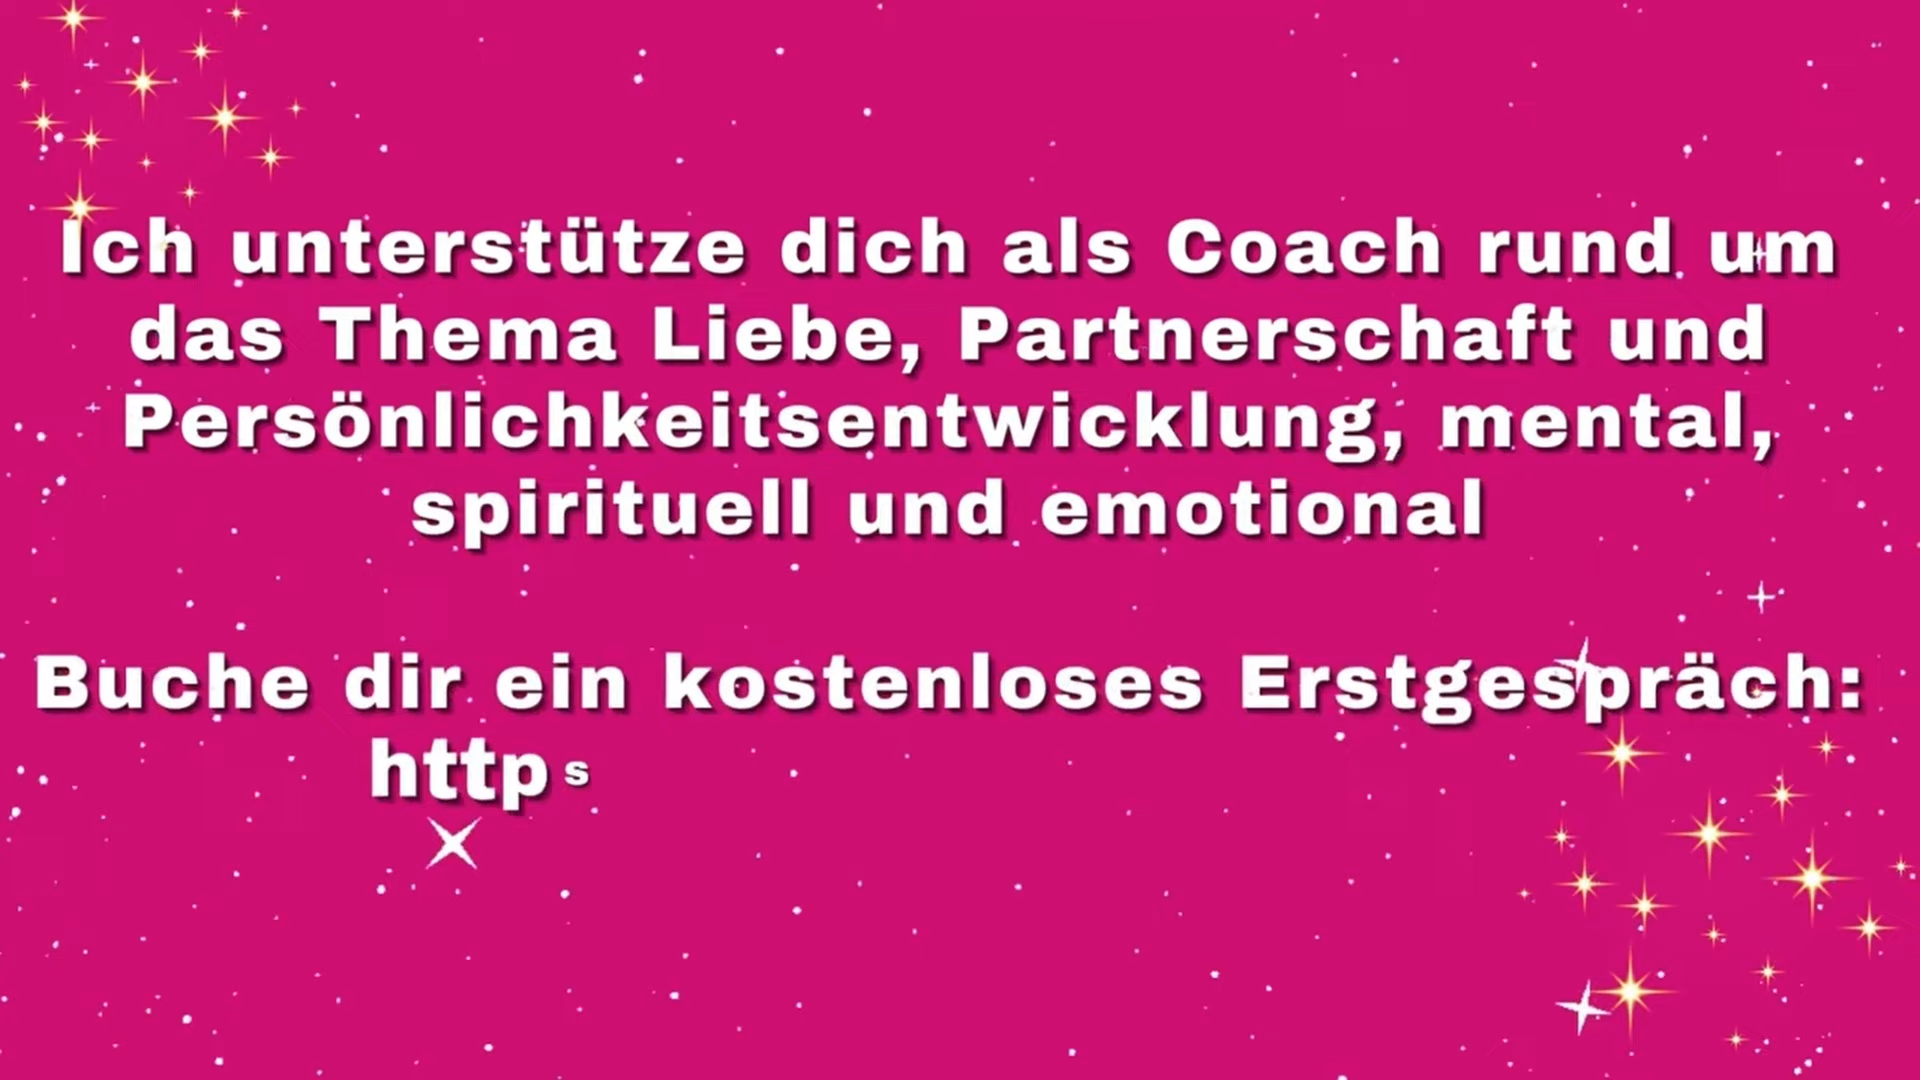 Ich unterstütze dich als Coach rund um
das Thema Liebe, Partnerschaft und
Persönlichkeitsentwicklung, mental,
spirituell und emotional
Buche dir ein kostenloses Erstgespräch:
https